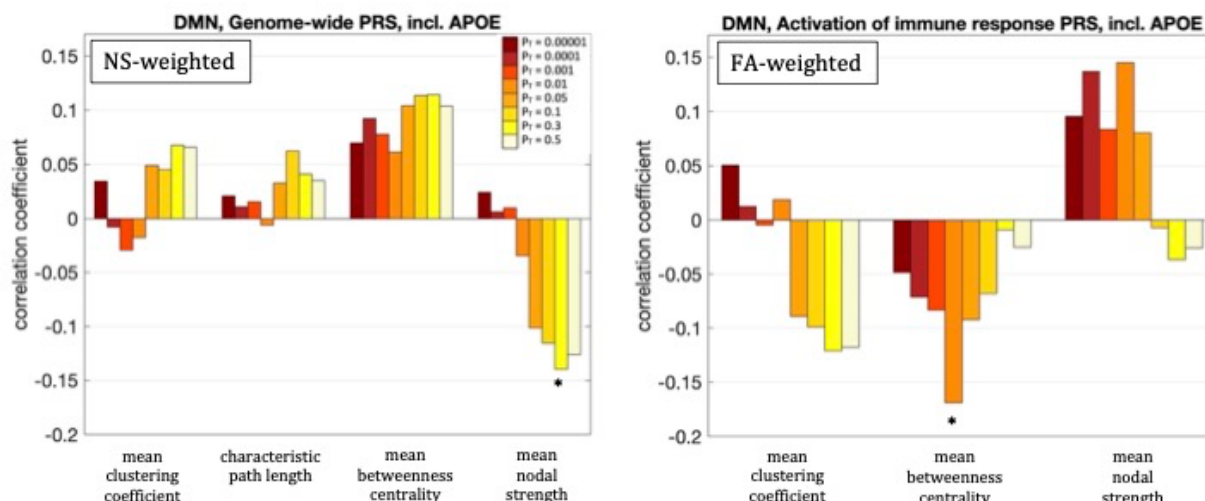 DMN, Genome-wide PRS, incl. APOE
NS-weighted
PT = 0.00001
PT = 0.0001
PT = 0.001
PT = 0.01
PT = 0.05
PT = 0.1
PT = 0.3
PT = 0.5
correlation coefficient
0.15
0.1
0.05
0
-0.05
-0.1
-0.15
-0.2
*
mean
clustering
coefficient
characteristic
path length
mean
betweenness
centrality
mean
nodal
strength
DMN, Activation of immune response PRS, incl. APOE
FA-weighted
correlation coefficient
0.15
0.1
0.05
0
-0.05
-0.1
-0.15
-0.2
*
mean
clustering
coefficient
mean
betweenness
centrality
mean
nodal
strength